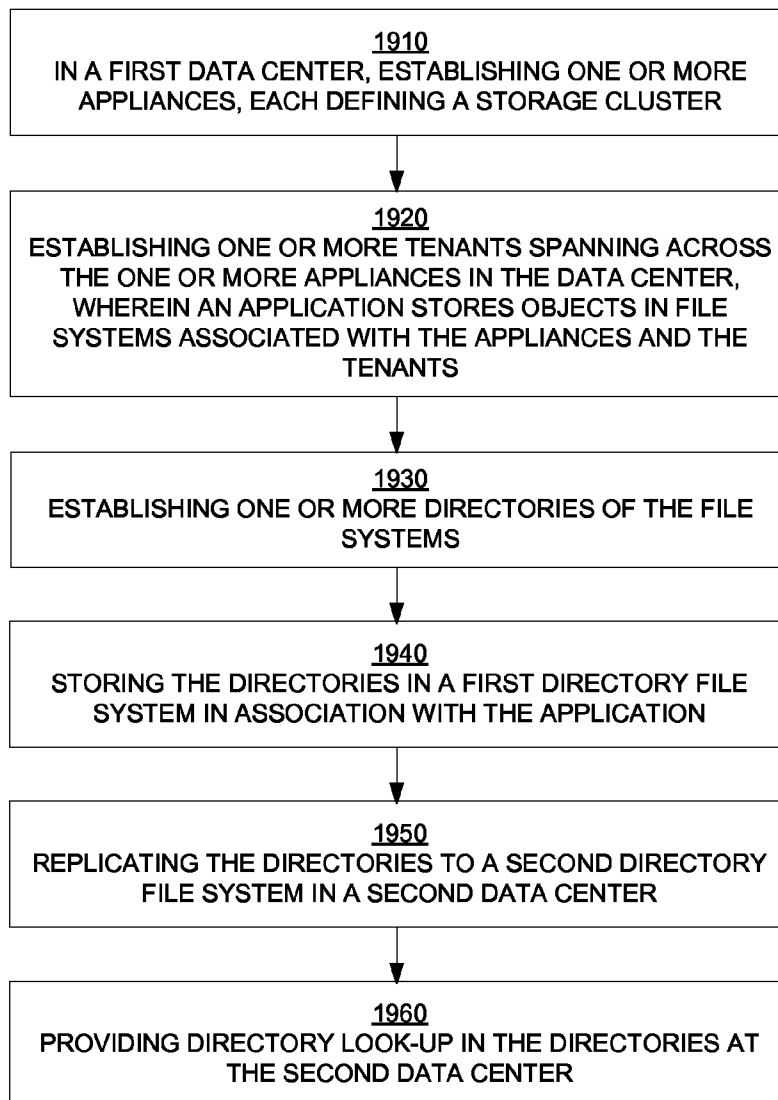 1910
IN A FIRST DATA CENTER, ESTABLISHING ONE OR MORE
APPLIANCES, EACH DEFINING A STORAGE CLUSTER
1920
ESTABLISHING ONE OR MORE TENANTS SPANNING ACROSS
THE ONE OR MORE APPLIANCES IN THE DATA CENTER,
WHEREIN AN APPLICATION STORES OBJECTS IN FILE
SYSTEMS ASSOCIATED WITH THE APPLIANCES AND THE
TENANTS
1930
ESTABLISHING ONE OR MORE DIRECTORIES OF THE FILE
SYSTEMS
1940
STORING THE DIRECTORIES IN A FIRST DIRECTORY FILE
SYSTEM IN ASSOCIATION WITH THE APPLICATION
1950
REPLICATING THE DIRECTORIES TO A SECOND DIRECTORY
FILE SYSTEM IN A SECOND DATA CENTER
1960
PROVIDING DIRECTORY LOOK-UP IN THE DIRECTORIES AT
THE SECOND DATA CENTER